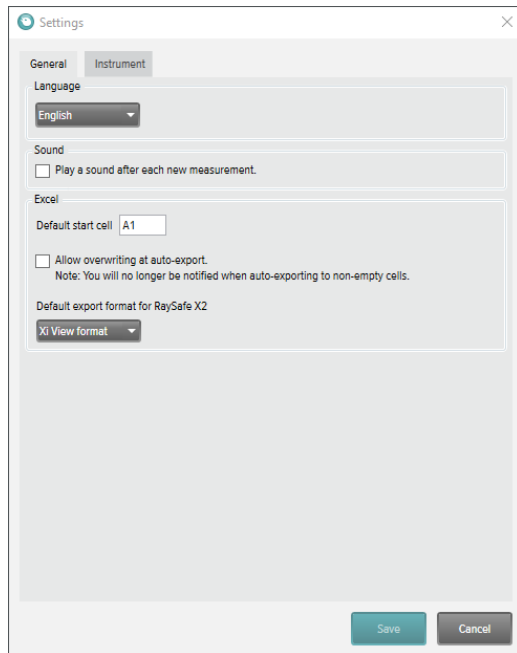 Settings
General Instrument
Language
English
Sound
Play a sound after each new measurement.
Excel
Default start cell A1
Allow overwriting at auto-export.
Note: You will no longer be notified when auto-exporting to non-empty cells.
Default export format for RaySafe X2
Xi View format
Save Cancel